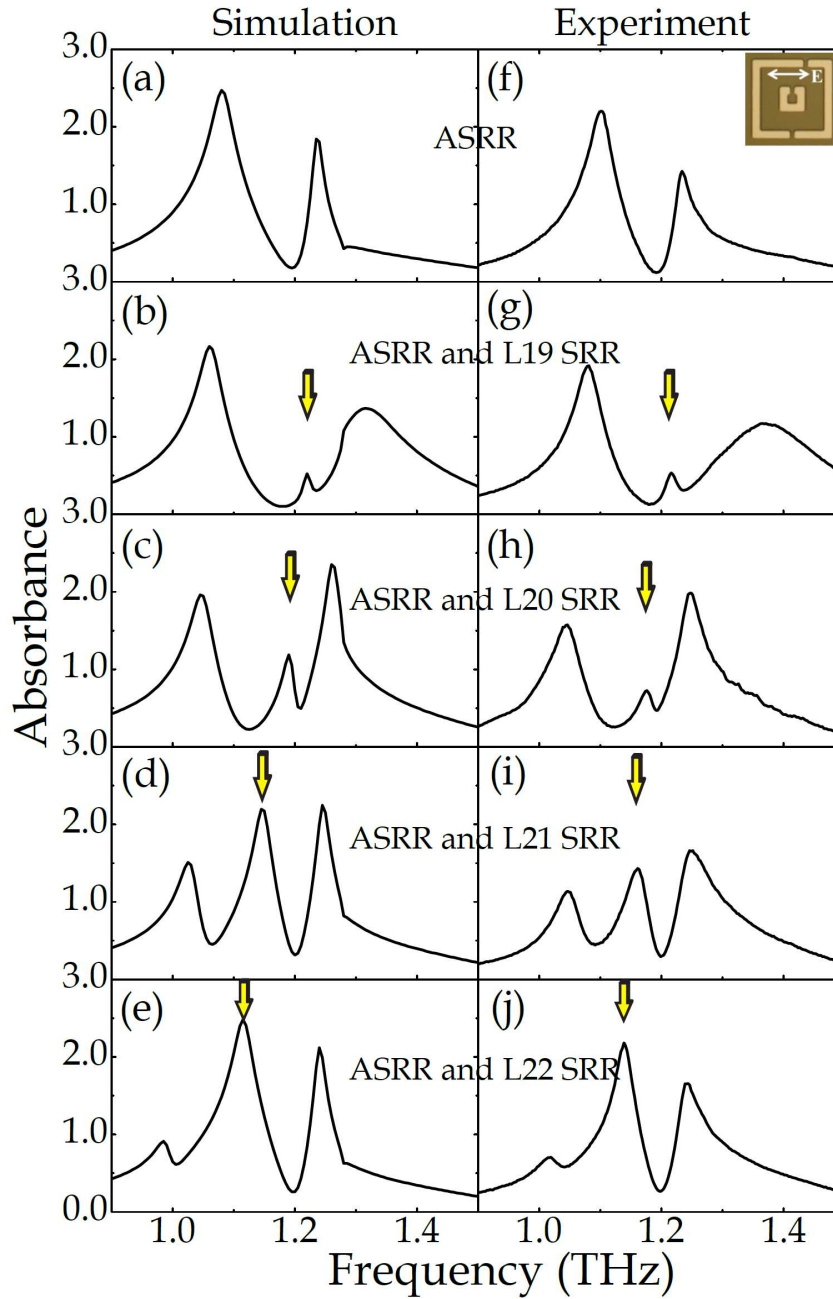 Simulation Experiment
3.0 (a) (f) E
2.0 ASRR
1.0
3.0 (b) (g)
2.0 ASRR and L19 SRR
1.0
3.0 (c) (h)
2.0 ASRR and L20 SRR
1.0
3.0 (d) (i)
2.0 ASRR and L21 SRR
1.0
3.0 (e) (j)
2.0 ASRR and L22 SRR
1.0
0.0
1.0 1.2 1.4 1.0 1.2 1.4
Frequency (THz)
Absorbance